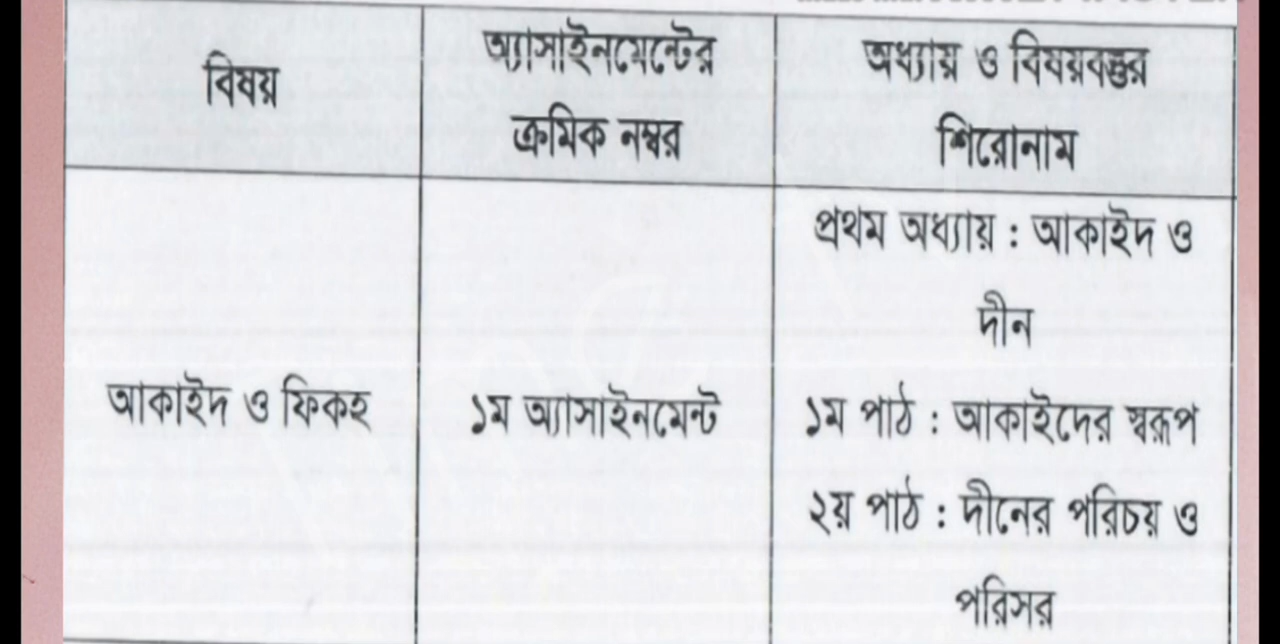 বিষয়
অ্যাসাইনমেন্টের
ক্রমিক নম্বর
অধ্যায় ও বিষয়বস্তুর
শিরোনাম
আকাইদ ও ফিকহ
১ম অ্যাসাইনমেন্ট
প্রথম অধ্যায় : আকাইদ ও
দীন
১ম পাঠ : আকাইদের স্বরূপ
২য় পাঠ : দীনের পরিচয় ও
পরিসর